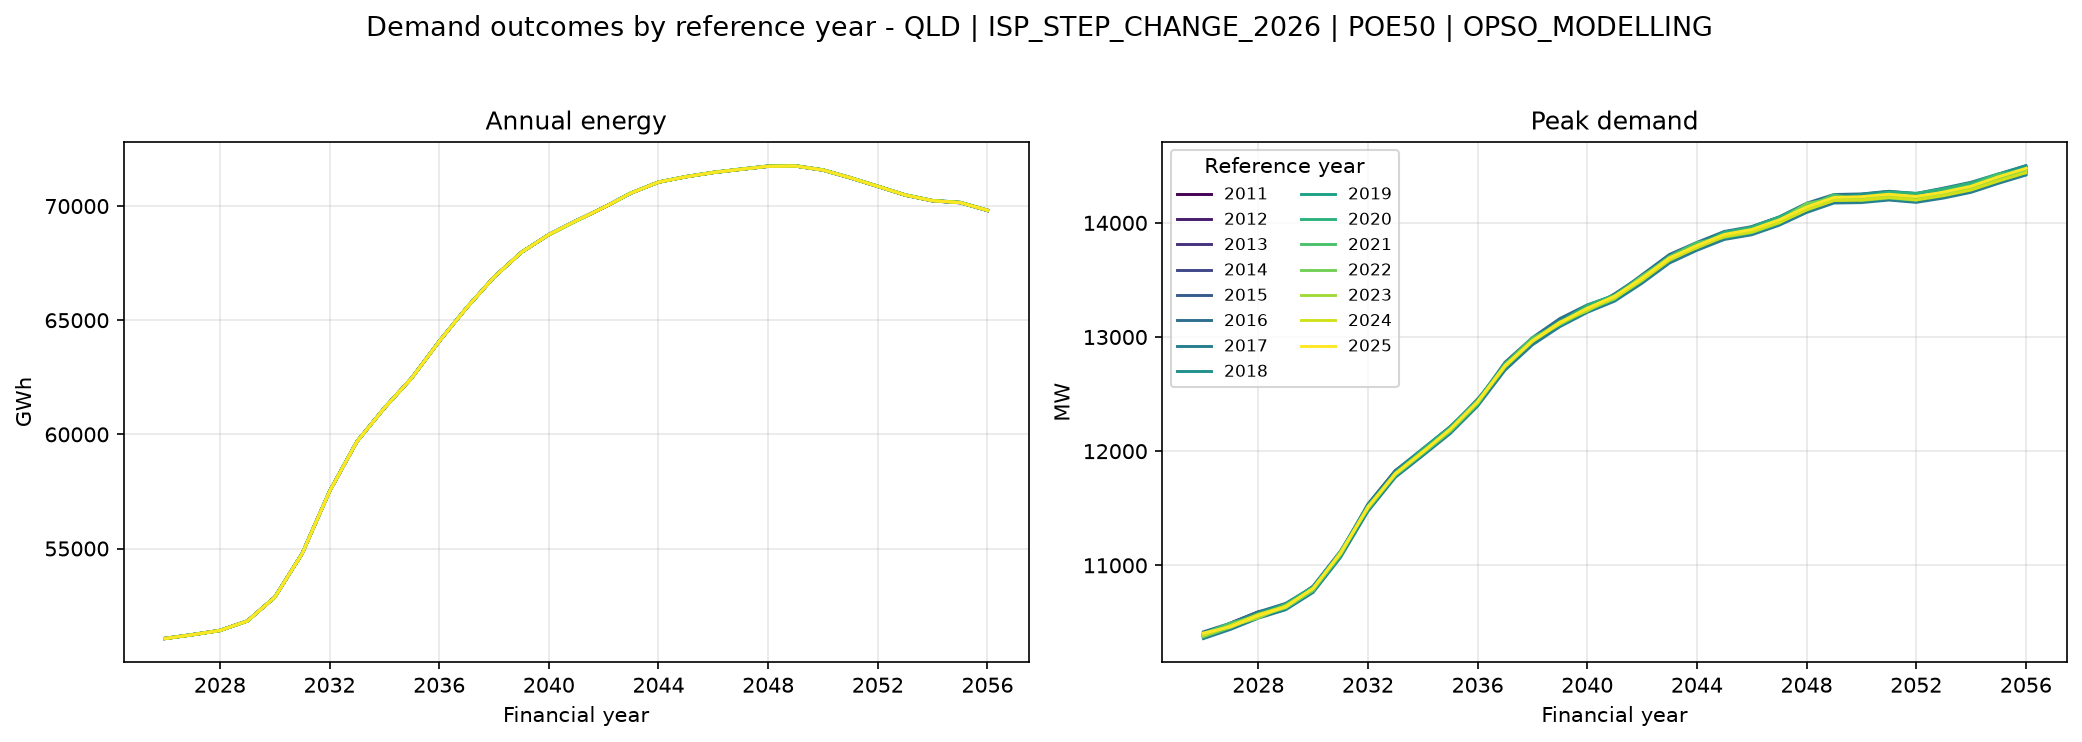 Demand outcomes by reference year - QLD | ISP_STEP_CHANGE_2026 | POE50 | OPSO_MODELLING
Annual energy
GWh
70000
65000
60000
55000
2028 2032 2036 2040 2044 2048 2052 2056
Financial year
Peak demand
Reference year
2011 2019
2012 2020
2013 2021
2014 2022
2015 2023
2016 2024
2017 2025
2018
MW
14000
13000
12000
11000
2028 2032 2036 2040 2044 2048 2052 2056
Financial year